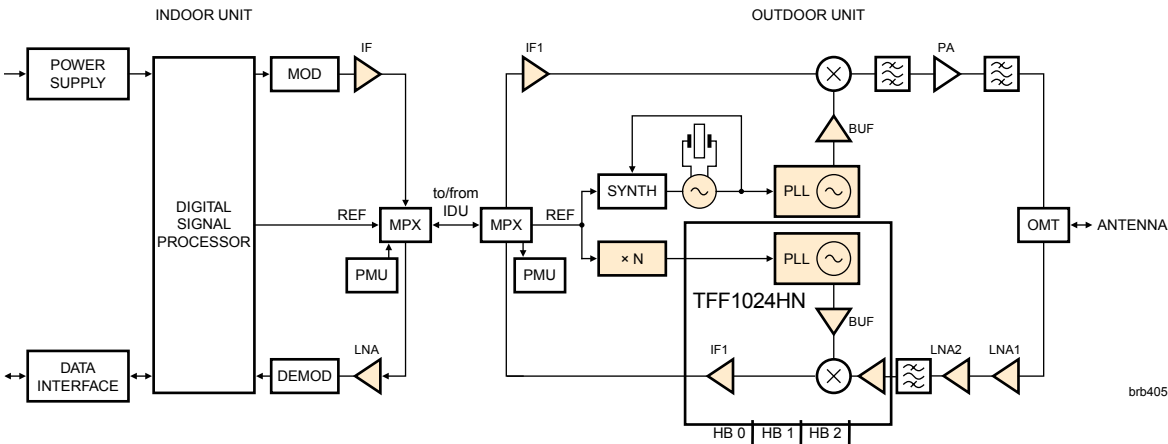 INDOOR UNIT
OUTDOOR UNIT
POWER
SUPPLY
DIGITAL
SIGNAL
PROCESSOR
MOD
IF
REF
MPX
PMU
to/from
IDU
DATA
INTERFACE
DEMOD
LNA
IF1
MPX
PMU
REF
SYNTH
× N
PLL
BUF
PA
PLL
TFF1024HN
BUF
IF1
LNA2
LNA1
OMT
ANTENNA
HB 0
HB 1
HB 2
brb405